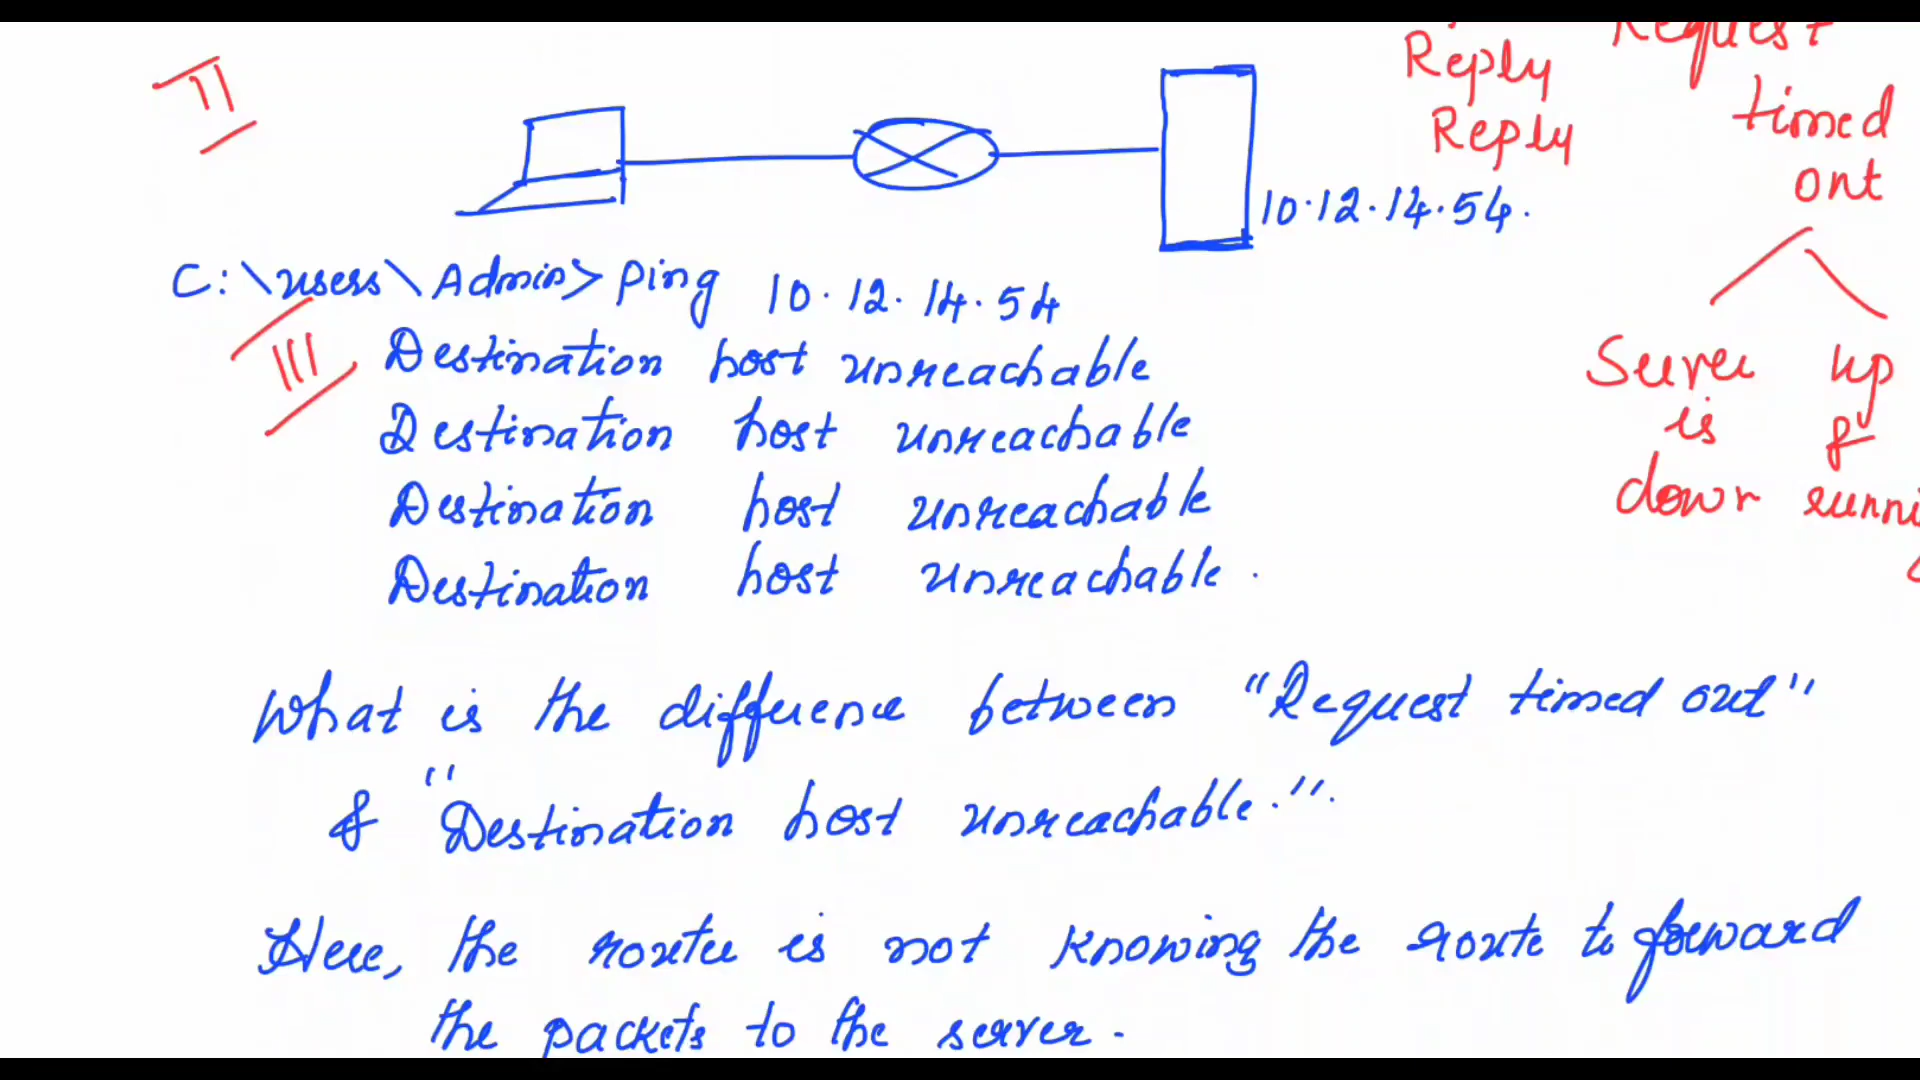 II
Reply
Reply
Request
timed
out
10.12.14.54.
C:\users\Admin>ping 10.12.14.54
III
Destination host unreachable
Destination host unreachable
Destination host unreachable
Destination host unreachable.
Server is down
up & runni
What is the difference between "Request timed out"
& "Destination host unreachable.".
Here, the router is not knowing the route to forward
the packets to the server.